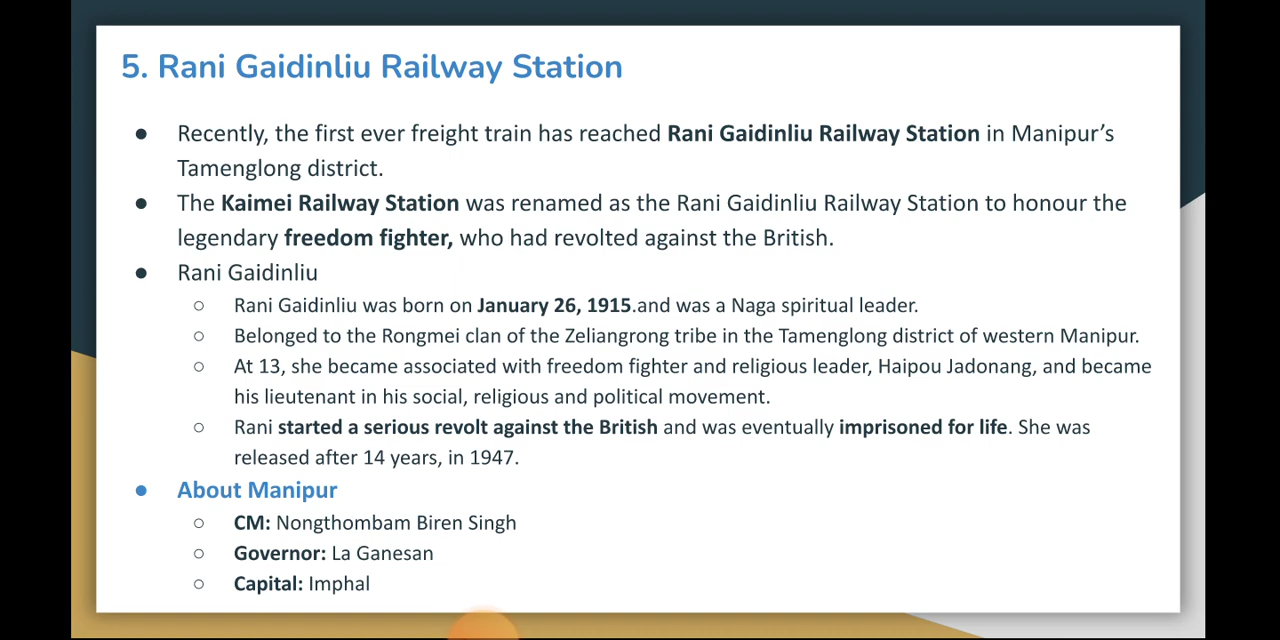 5. Rani Gaidinliu Railway Station
● Recently, the first ever freight train has reached Rani Gaidinliu Railway Station in Manipur’s
Tamenglong district.
● The Kaimei Railway Station was renamed as the Rani Gaidinliu Railway Station to honour the
legendary freedom fighter, who had revolted against the British.
● Rani Gaidinliu
○ Rani Gaidinliu was born on January 26, 1915.and was a Naga spiritual leader.
○ Belonged to the Rongmei clan of the Zeliangrong tribe in the Tamenglong district of western Manipur.
○ At 13, she became associated with freedom fighter and religious leader, Haipou Jadonang, and became
his lieutenant in his social, religious and political movement.
○ Rani started a serious revolt against the British and was eventually imprisoned for life. She was
released after 14 years, in 1947.
● About Manipur
○ CM: Nongthombam Biren Singh
○ Governor: La Ganesan
○ Capital: Imphal